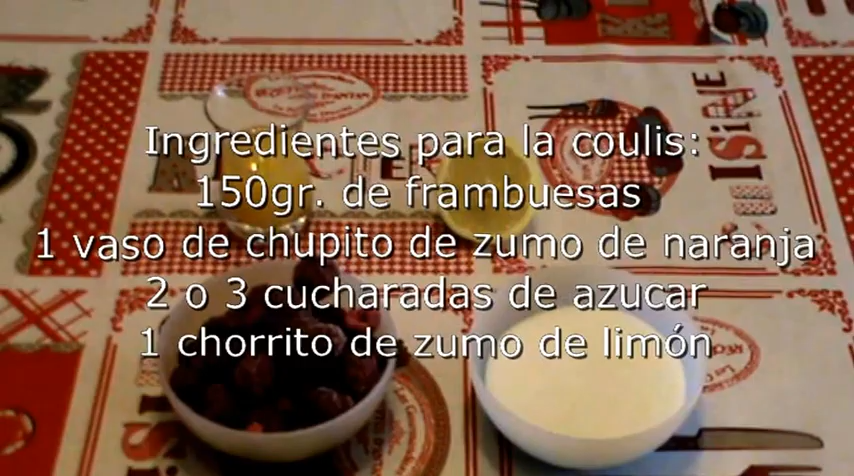 Ingredientes para la coulis:
150gr. de frambuesas
1 vaso de chupito de zumo de naranja
2 o 3 cucharadas de azucar
1 chorrito de zumo de limón